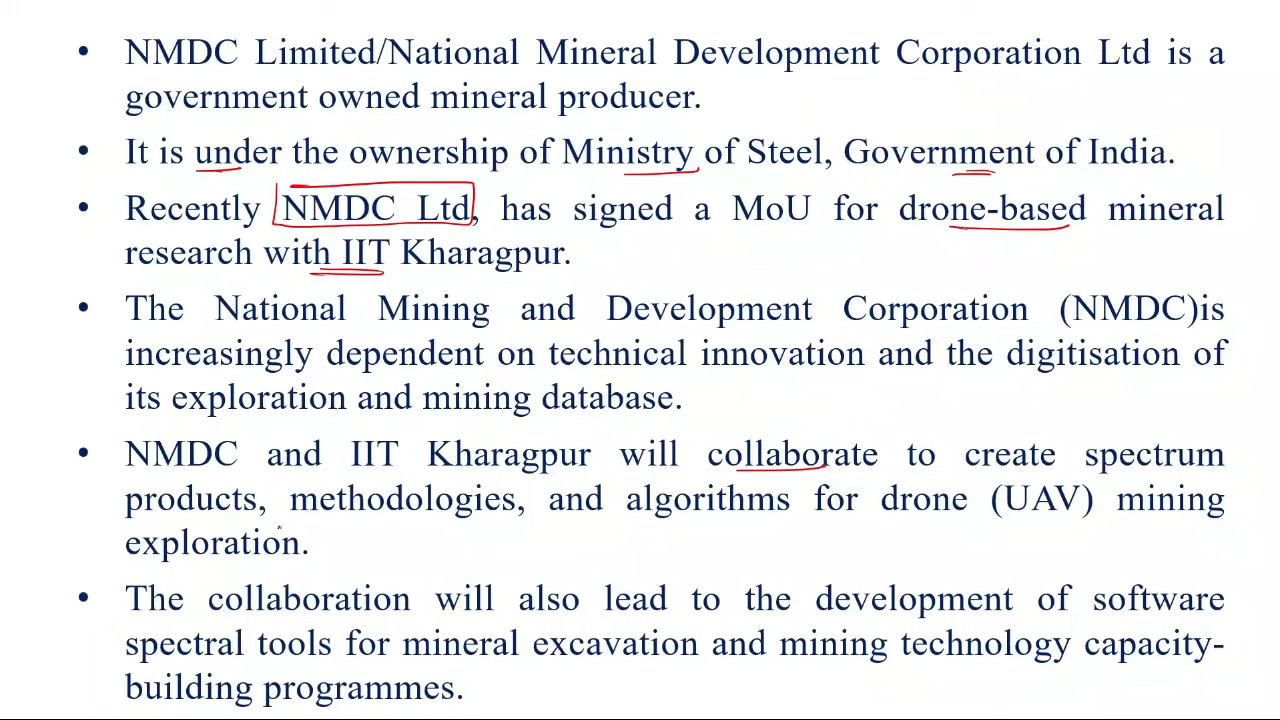 • NMDC Limited/National Mineral Development Corporation Ltd is a
government owned mineral producer.
• It is under the ownership of Ministry of Steel, Government of India.
• Recently NMDC Ltd, has signed a MoU for drone-based mineral
research with IIT Kharagpur.
• The National Mining and Development Corporation (NMDC)is
increasingly dependent on technical innovation and the digitisation of
its exploration and mining database.
• NMDC and IIT Kharagpur will collaborate to create spectrum
products, methodologies, and algorithms for drone (UAV) mining
exploration.
• The collaboration will also lead to the development of software
spectral tools for mineral excavation and mining technology capacity-
building programmes.